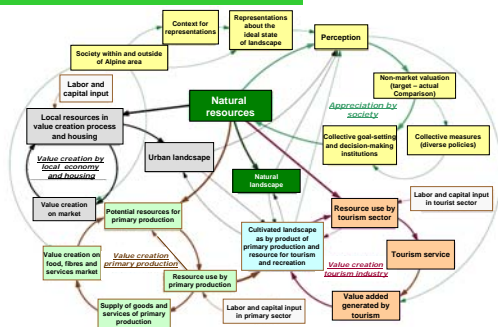 Context for
representations
Representations
about the
ideal state
of landscape
Perception
Society within and outside
of Alpine area
Non-market valuation
(target – actual
Comparison)
Labor and
capital input
Natural
resources
Appreciation by
society
Local resources in
value creation process
and housing
Collective goal-setting
and decision-making
institutions
Collective measures
(diverse policies)
Urban landscape
Value creation by
local economy
and housing
Natural
landscape
Value creation
on market
Potential resources for
primary production
Resource use by
tourism sector
Labor and capital input
in tourist sector
Cultivated landscape
as by product of
primary production and
resource for tourism
and recreation
Value creation on
food, fibres and
services market
Value creation
primary production
Value creation
tourism industry
Tourism service
Resource use by
primary production
Supply of goods and
services of primary
production
Labor and capital input
in primary sector
Value added
generated by
tourism